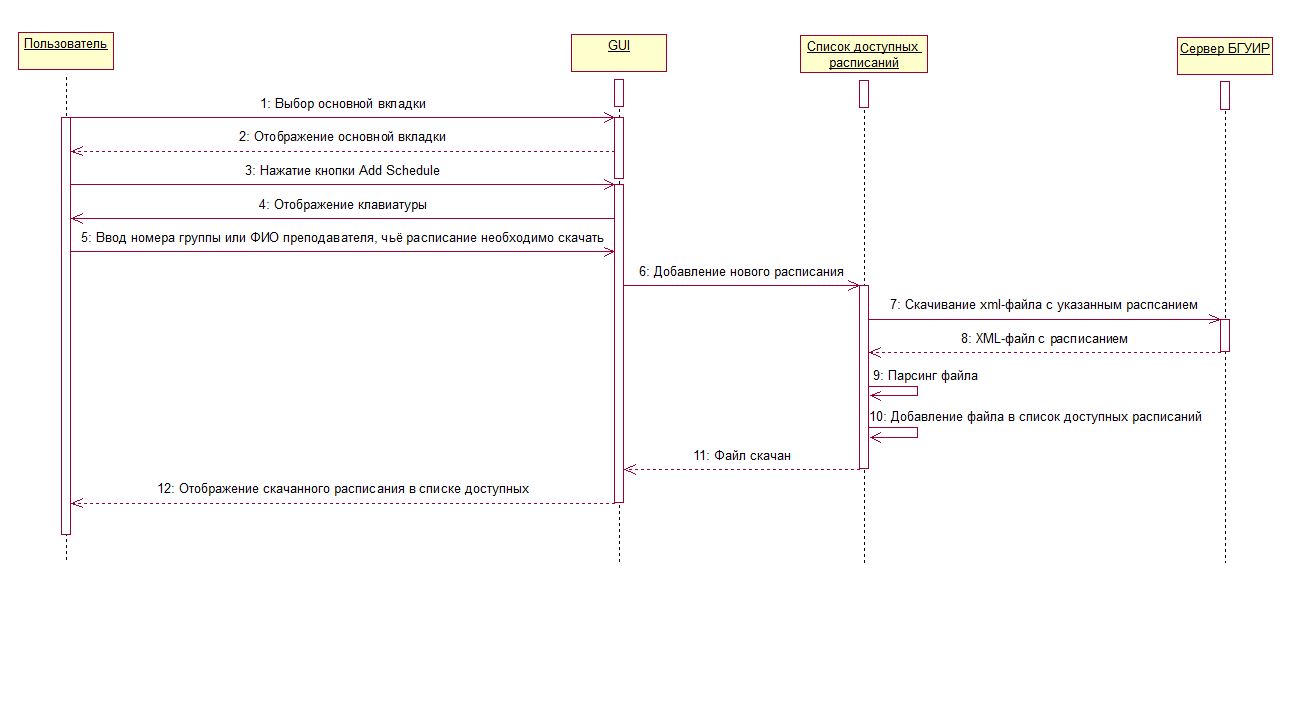 Пользователь
GUI
Список доступных
расписаний
Сервер БГУИР
1: Выбор основной вкладки
2: Отображение основной вкладки
3: Нажатие кнопки Add Schedule
4: Отображение клавиатуры
5: Ввод номера группы или ФИО преподавателя, чьё расписание необходимо скачать
6: Добавление нового расписания
7: Скачивание xml-файла с указанным распсанием
8: XML-файл с расписанием
9: Парсинг файла
10: Добавление файла в список доступных расписаний
11: Файл скачан
12: Отображение скачанного расписания в списке доступных